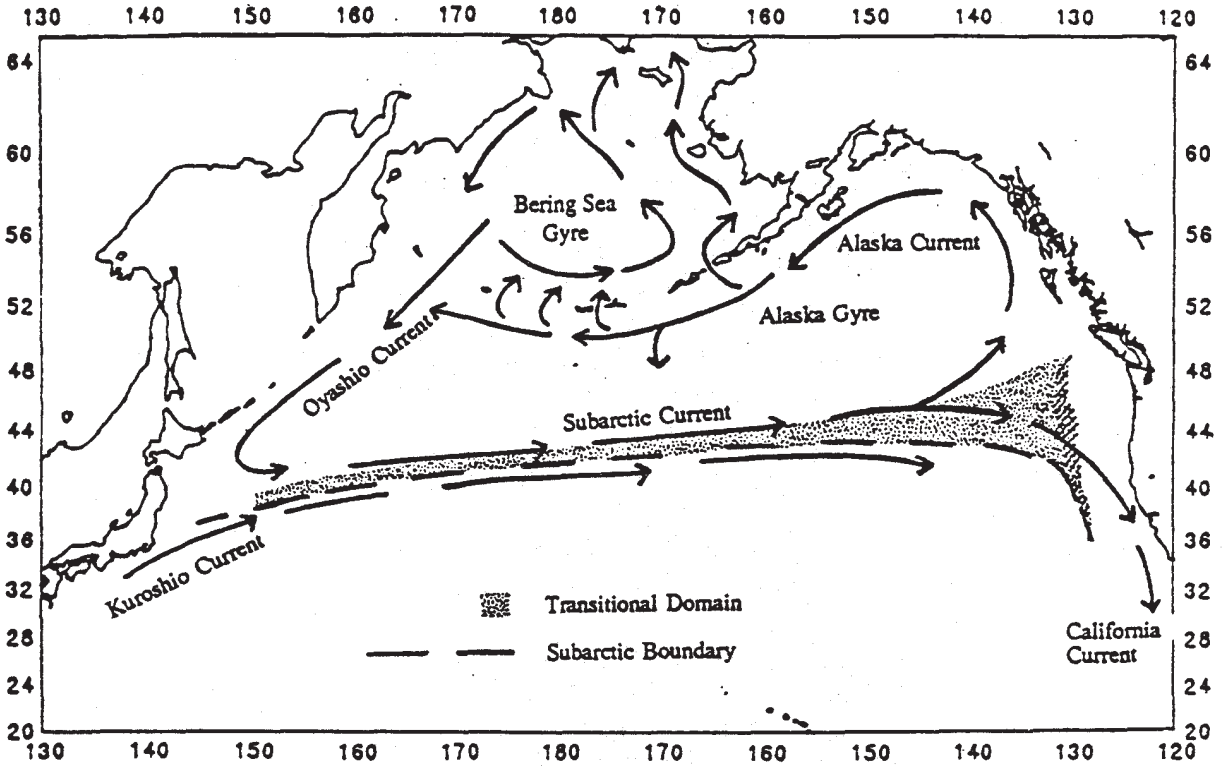 130 140 150 160 170 180 170 160 150 140 130 120
64 64
60 60
Bering Sea
Gyre
56 56
Alaska Current
52 52
Alaska Gyre
Oyashio Current
48 48
Subarctic Current
44 44
40 40
36 36
Kuroshio Current
32 32
Transitional Domain
28 28
California
Current
Subarctic Boundary
24 24
20 20
130 140 150 160 170 180 170 160 150 140 130 120